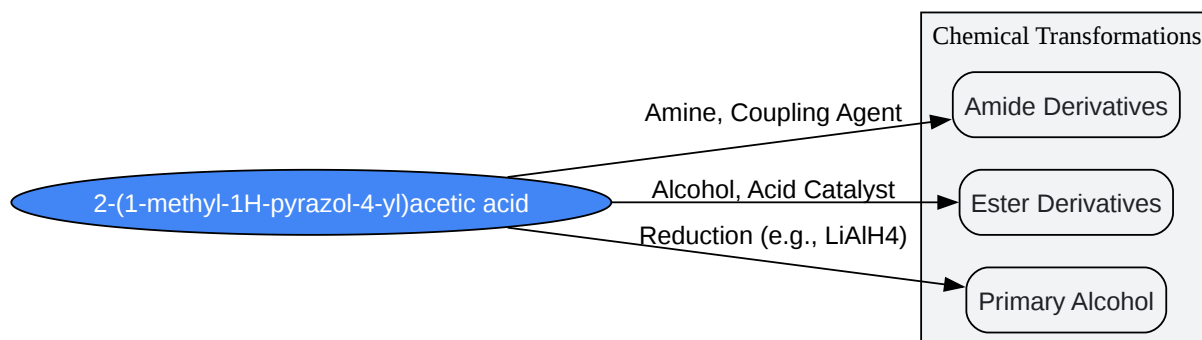 Chemical Transformations
Amine, Coupling Agent
Amide Derivatives
2-(1-methyl-1H-pyrazol-4-yl)acetic acid
Alcohol, Acid Catalyst
Ester Derivatives
Reduction (e.g., LiAlH4)
Primary Alcohol